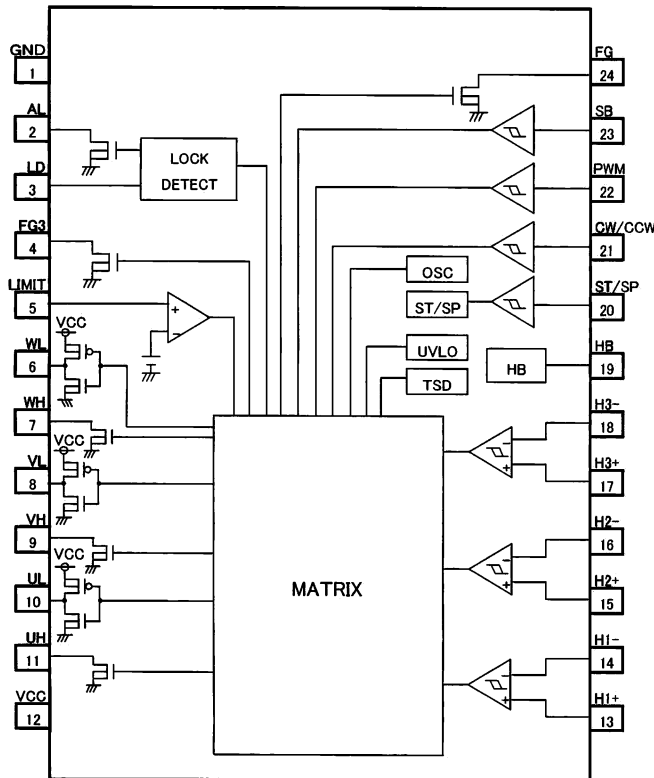 GND
1
AL
2
LD
3
FG3
4
LIMIT
5
WL
6
WH
7
VL
8
VH
9
UL
10
UH
11
VCC
12
LOCK
DETECT
VCC
VCC
VCC
+
-
OSC
ST/SP
UVLO
TSD
HB
MATRIX
-
+
-
+
-
+
FG
24
SB
23
PWM
22
CW/CCW
21
ST/SP
20
HB
19
H3-
18
H3+
17
H2-
16
H2+
15
H1-
14
H1+
13